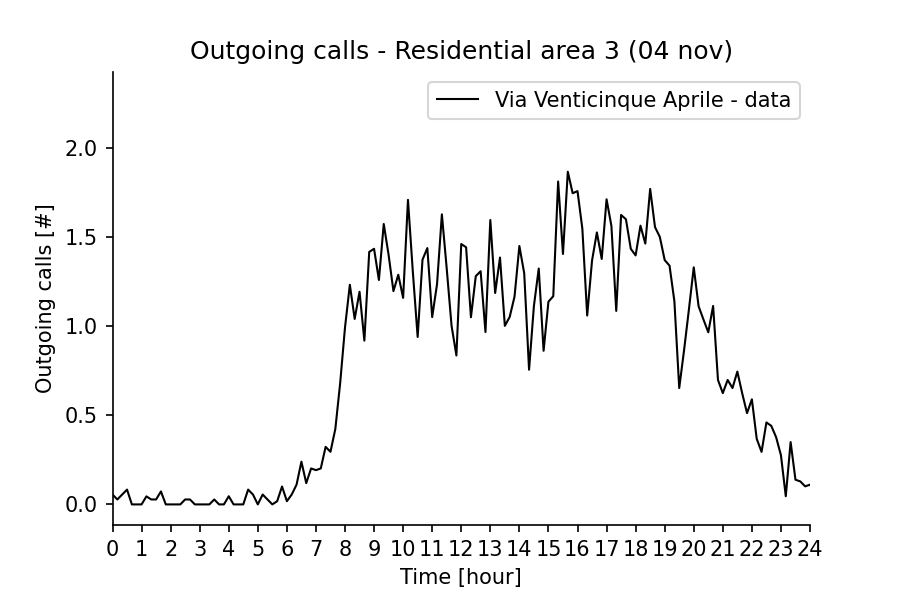 Outgoing calls - Residential area 3 (04 nov)
Via Venticinque Aprile - data
Outgoing calls [#]
2.0
1.5
1.0
0.5
0.0
0 1 2 3 4 5 6 7 8 9 10 11 12 13 14 15 16 17 18 19 20 21 22 23 24
Time [hour]